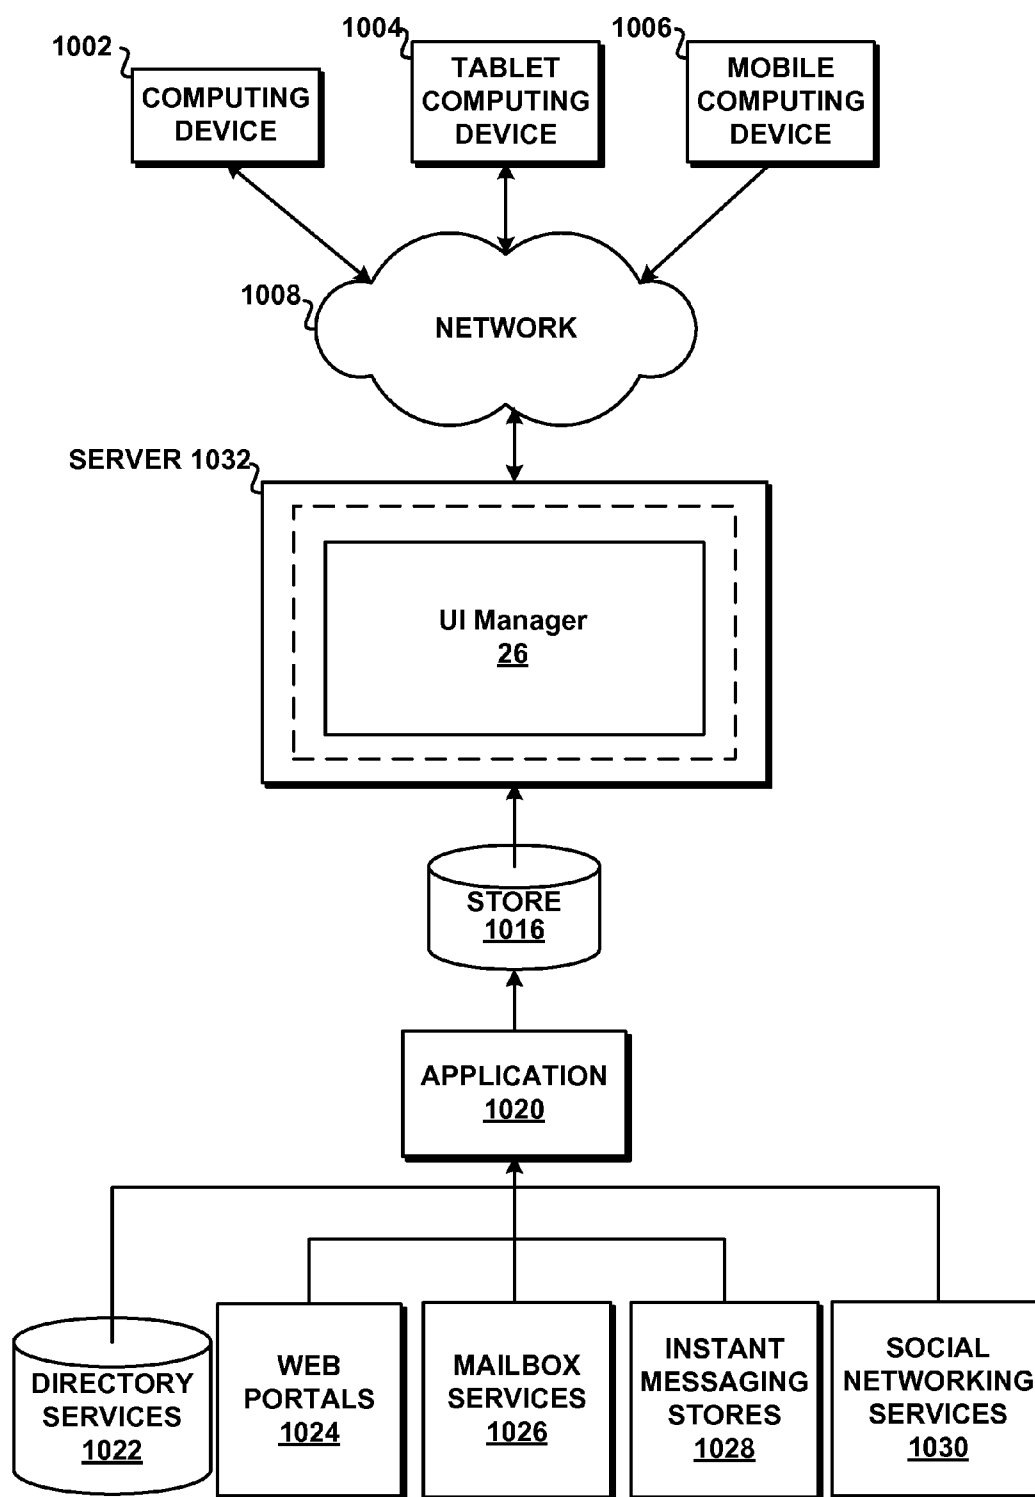 1002
COMPUTING
DEVICE
1004
TABLET
COMPUTING
DEVICE
1006
MOBILE
COMPUTING
DEVICE
1008
NETWORK
SERVER 1032
UI Manager
26
STORE
1016
APPLICATION
1020
DIRECTORY
SERVICES
1022
WEB
PORTALS
1024
MAILBOX
SERVICES
1026
INSTANT
MESSAGING
STORES
1028
SOCIAL
NETWORKING
SERVICES
1030